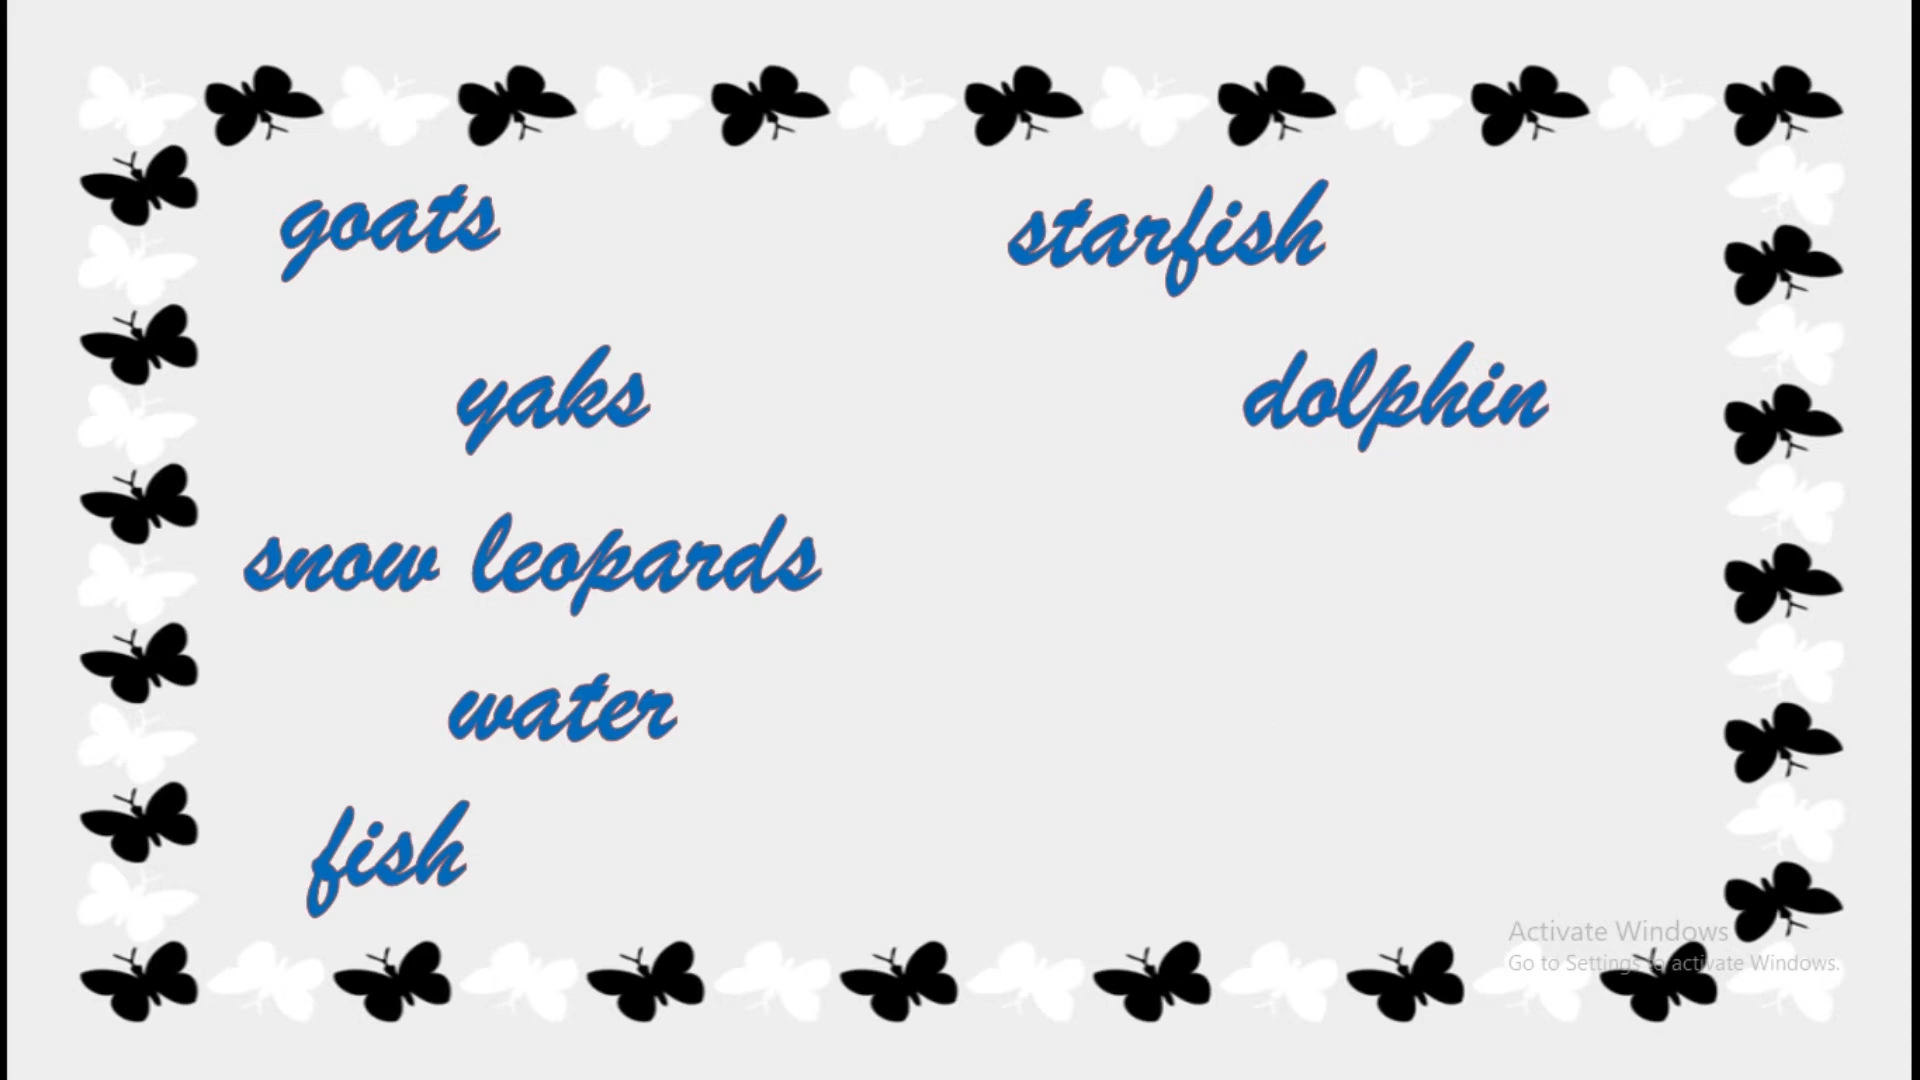 goats
yaks
snow leopards
water
fish
starfish
dolphin
Activate Windows
Go to Settings to activate Windows.